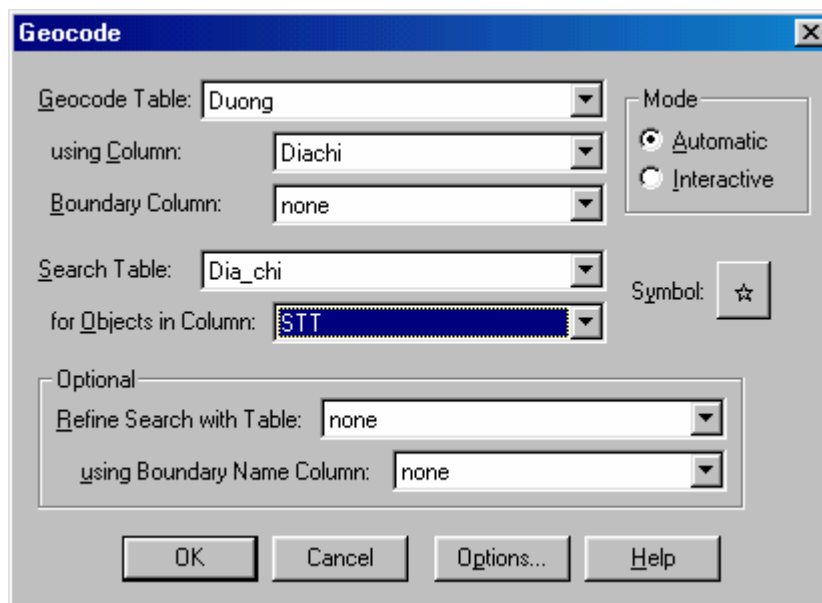 Geocode
Geocode Table: Duong
using Column: Diachi
Boundary Column: none
Mode
Automatic
Interactive
Search Table: Dia_chi
for Objects in Column: STT
Symbol:
Optional
Refine Search with Table: none
using Boundary Name Column: none
OK Cancel Options... Help